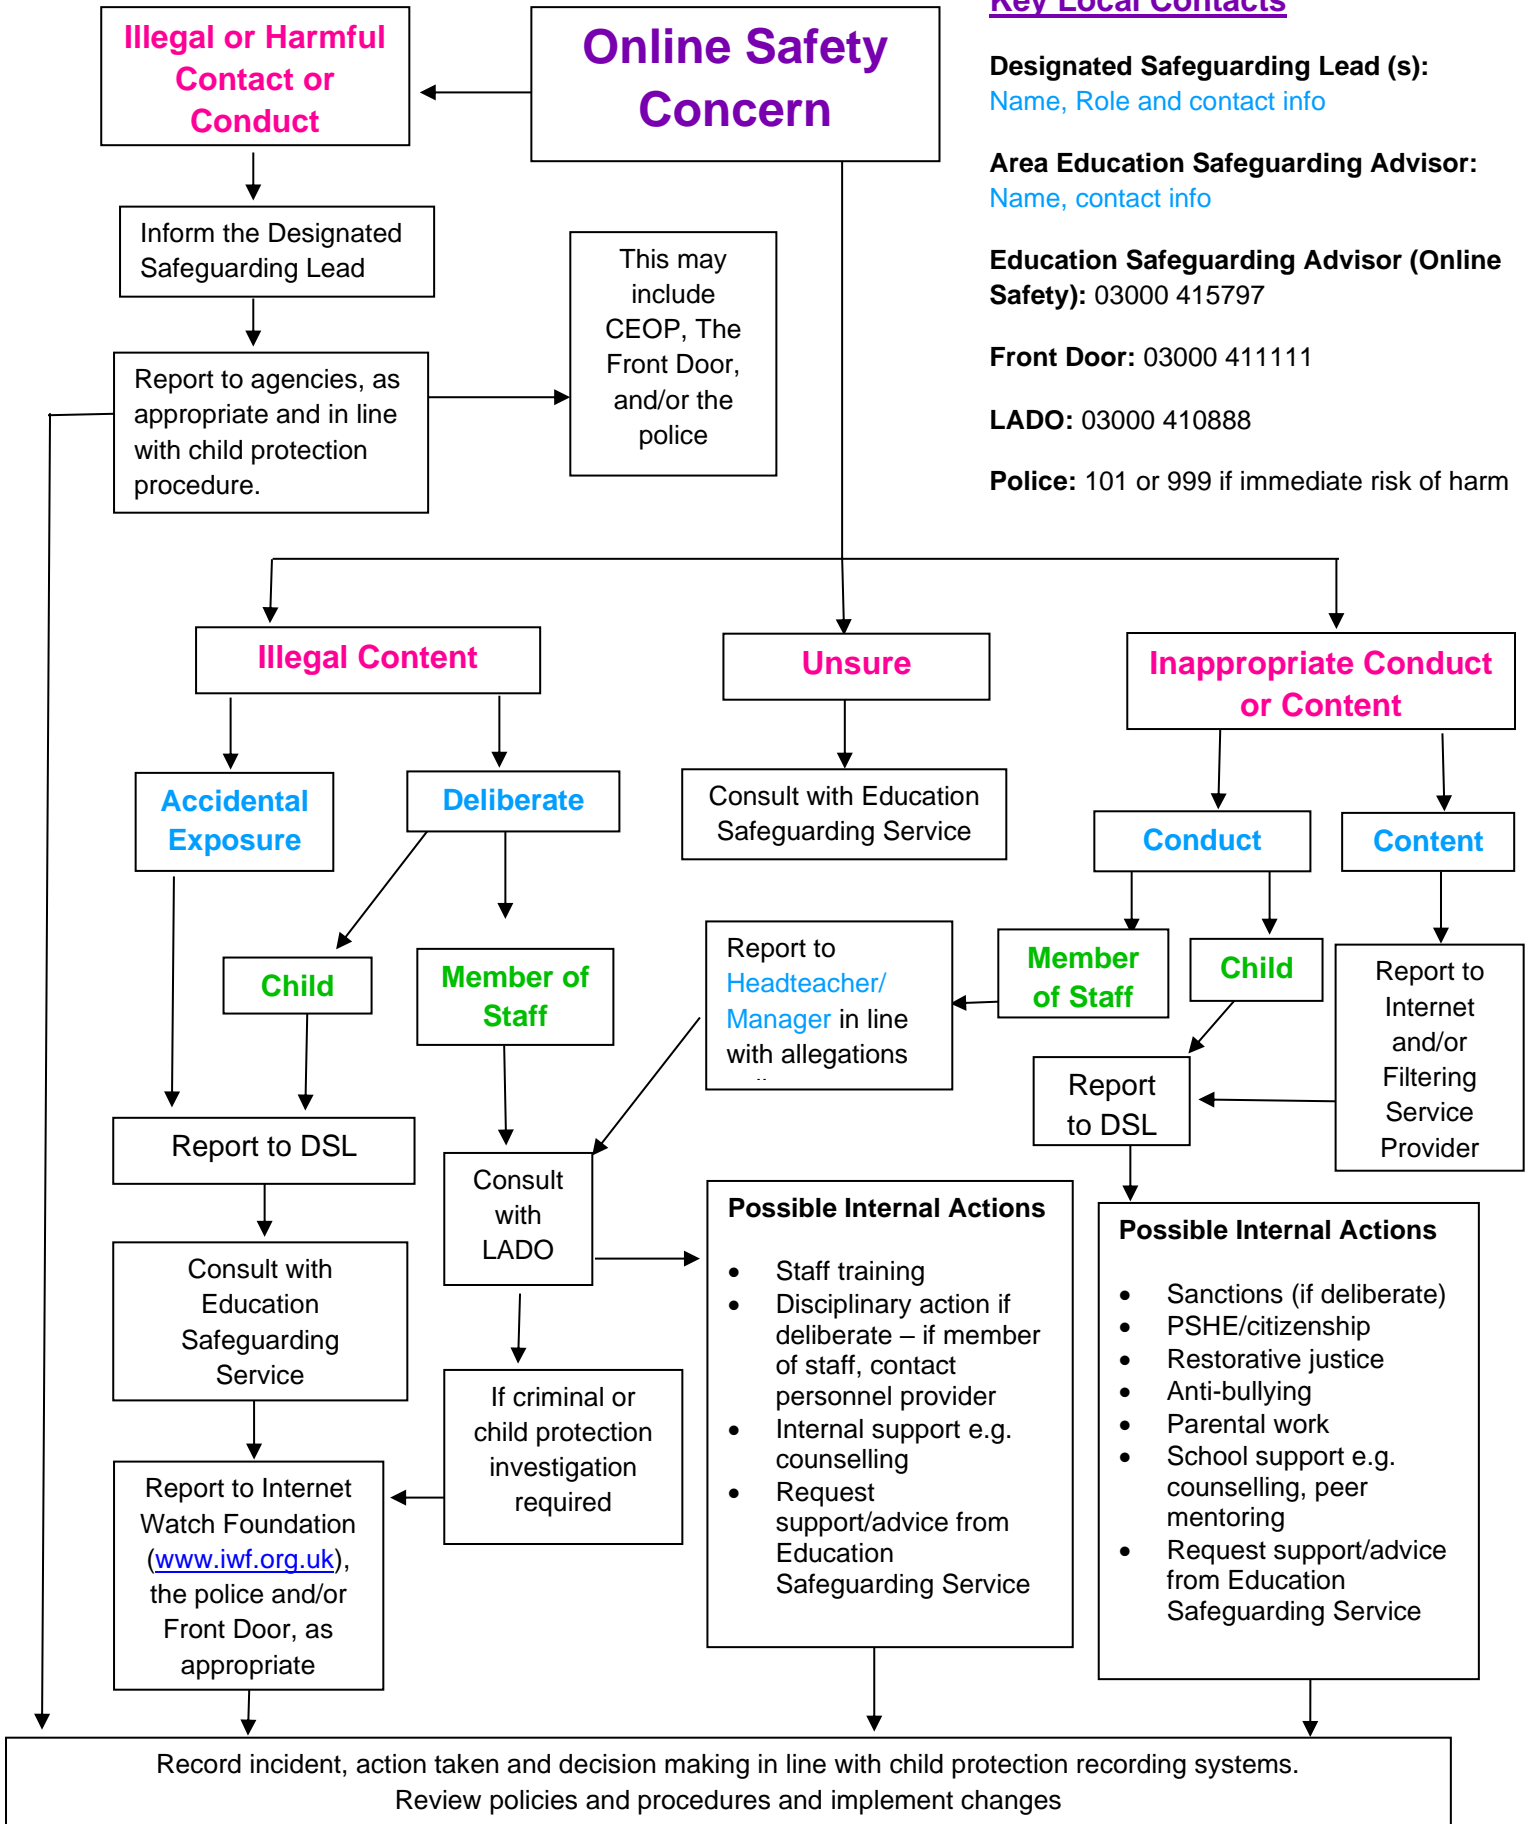 Key Local Contacts
Illegal or Harmful
Contact or
Conduct
Online Safety
Concern
Designated Safeguarding Lead (s):
Name, Role and contact info
Area Education Safeguarding Advisor:
Name, contact info
Education Safeguarding Advisor (Online
Safety): 03000 415797
Front Door: 03000 411111
LADO: 03000 410888
Police: 101 or 999 if immediate risk of harm
Inform the Designated
Safeguarding Lead
This may
include
CEOP, The
Front Door,
and/or the
police
Report to agencies, as
appropriate and in line
with child protection
procedure.
Illegal Content
Unsure
Inappropriate Conduct
or Content
Accidental
Exposure
Deliberate
Consult with Education
Safeguarding Service
Conduct
Content
Child
Member of
Staff
Report to
Headteacher/
Manager in line
with allegations
Member
of Staff
Child
Report to
Internet
and/or
Filtering
Service
Provider
Report to DSL
Consult
with
LADO
Report
to DSL
Consult with
Education
Safeguarding
Service
If criminal or
child protection
investigation
required
Possible Internal Actions
• Staff training
• Disciplinary action if
deliberate – if member
of staff, contact
personnel provider
• Internal support e.g.
counselling
• Request
support/advice from
Education
Safeguarding Service
Possible Internal Actions
• Sanctions (if deliberate)
• PSHE/citizenship
• Restorative justice
• Anti-bullying
• Parental work
• School support e.g.
counselling, peer
mentoring
• Request support/advice
from Education
Safeguarding Service
Report to Internet
Watch Foundation
(www.iwf.org.uk),
the police and/or
Front Door, as
appropriate
Record incident, action taken and decision making in line with child protection recording systems.
Review policies and procedures and implement changes